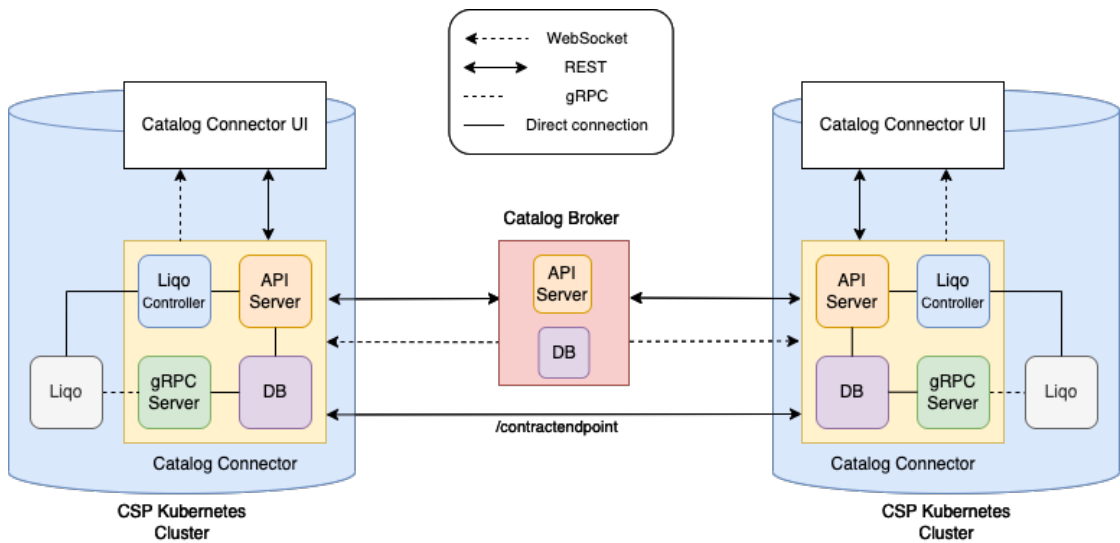 WebSocket
REST
gRPC
Direct connection
Catalog Connector UI
Catalog Connector UI
Catalog Broker
Liqo
Controller
API
Server
API
Server
API
Server
Liqo
Controller
DB
Liqo
gRPC
Server
DB
DB
gRPC
Server
Liqo
/contractendpoint
Catalog Connector
Catalog Connector
CSP Kubernetes
Cluster
CSP Kubernetes
Cluster